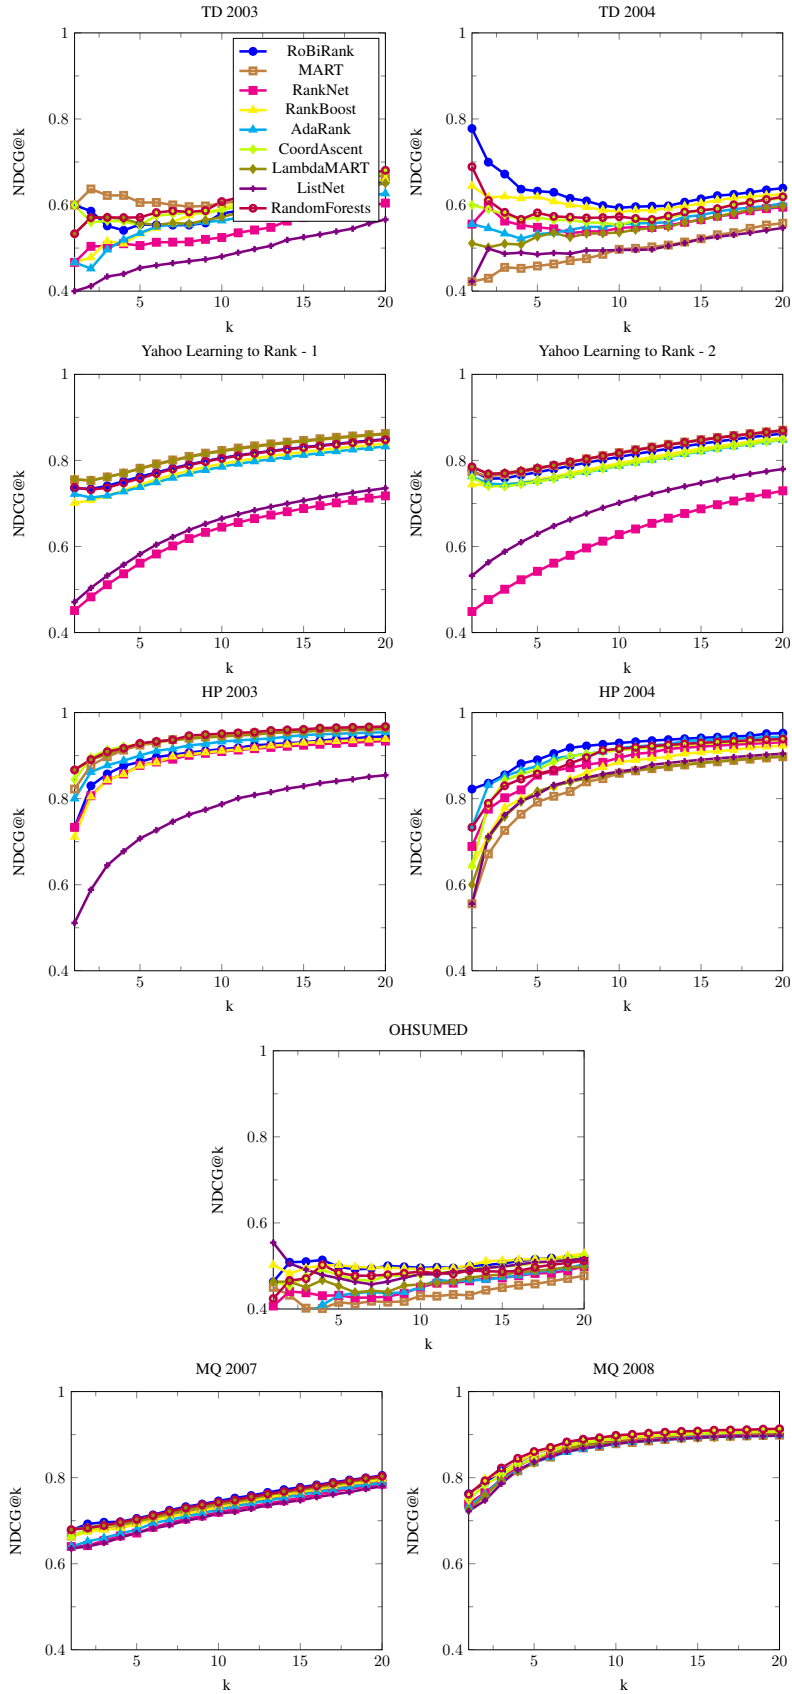 TD 2003
TD 2004
1
0.8
0.6
0.4
NDCG@k
5
10
15
20
k
RoBiRank
MART
RankNet
RankBoost
AdaRank
CoordAscent
LambdaMART
ListNet
RandomForests
1
0.8
0.6
0.4
NDCG@k
5
10
15
20
k
Yahoo Learning to Rank - 1
Yahoo Learning to Rank - 2
1
0.8
0.6
0.4
NDCG@k
5
10
15
20
k
1
0.8
0.6
0.4
NDCG@k
5
10
15
20
k
HP 2003
HP 2004
1
0.8
0.6
0.4
NDCG@k
5
10
15
20
k
1
0.8
0.6
0.4
NDCG@k
5
10
15
20
k
OHSUMED
1
0.8
0.6
0.4
NDCG@k
5
10
15
20
k
MQ 2007
MQ 2008
1
0.8
0.6
0.4
NDCG@k
5
10
15
20
k
1
0.8
0.6
0.4
NDCG@k
5
10
15
20
k